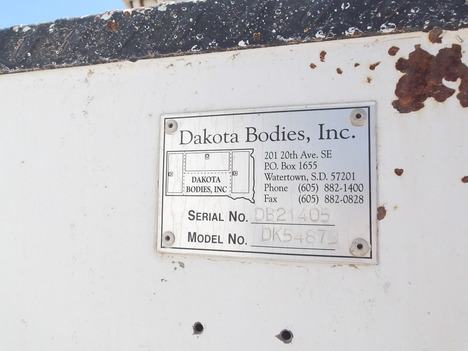 Dakota Bodies, Inc.
201 20th Ave. SE
P.O. Box 1655
Watertown, S.D. 57201
Phone (605) 882-1400
Fax (605) 882-0828
DAKOTA
BODIES, INC
SERIAL NO. DB21405
MODEL NO.